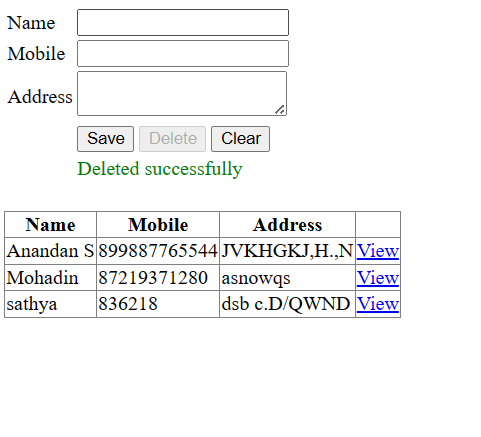 Name
Mobile
Address
Save Delete Clear
Deleted successfully
Name Mobile Address
Anandan S 899887765544 JVKHGKJ,H.,N View
Mohadin 87219371280 asnowqs View
sathya 836218 dsb c.D/QWND View